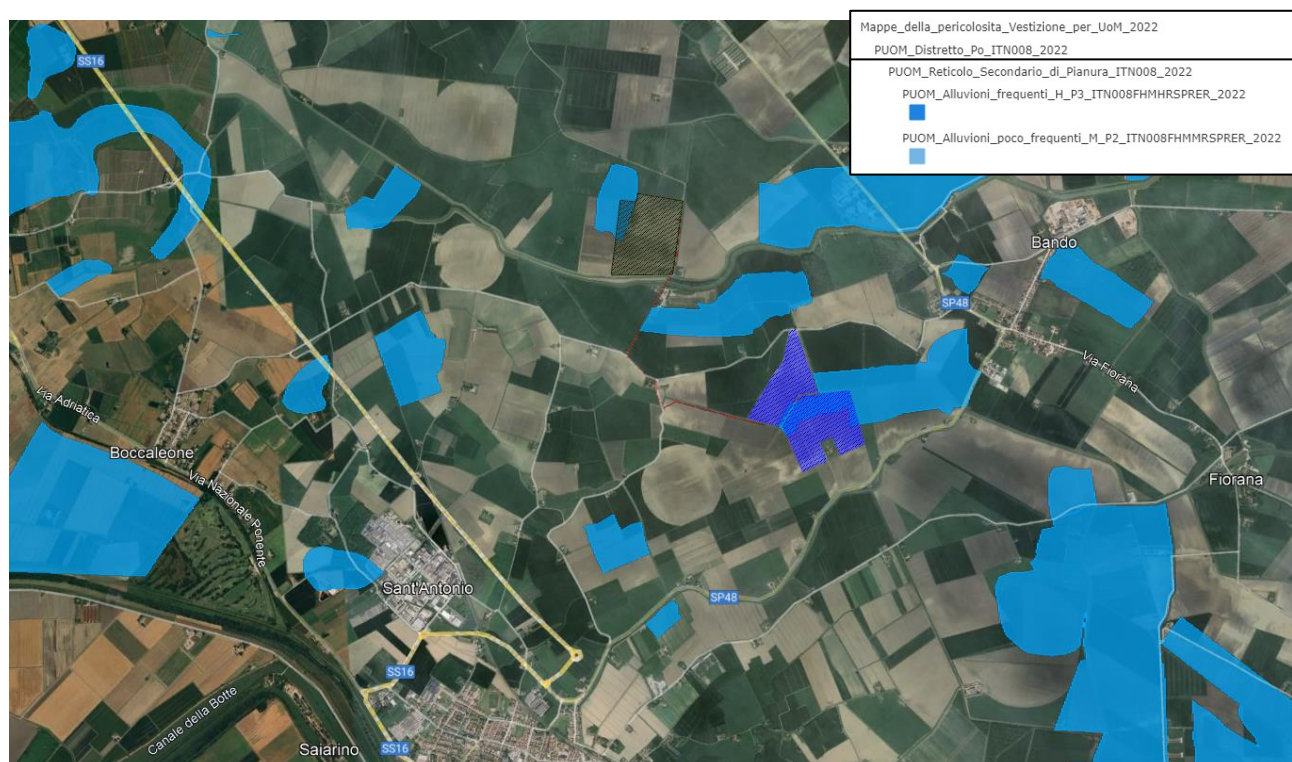 Mappe_della_pericolosita_Vestizione_per_UoM_2022
PUOM_Distretto_Po_ITN008_2022
PUOM_Reticolo_Secondario_di_Pianura_ITN008_2022
PUOM_Alluvioni_frequenti_H_P3_ITN008FHMHRSPRER_2022
PUOM_Alluvioni_poco_frequenti_M_P2_ITN008FHMMRSPRER_2022
SS16
Bando
SP48
Via Fiorana
Via Adriatica
Boccaleone
Via Nazionale Ponente
Fiorana
Sant'Antonio
SP48
SS16
Canale della Botte
Saiarino
SS16